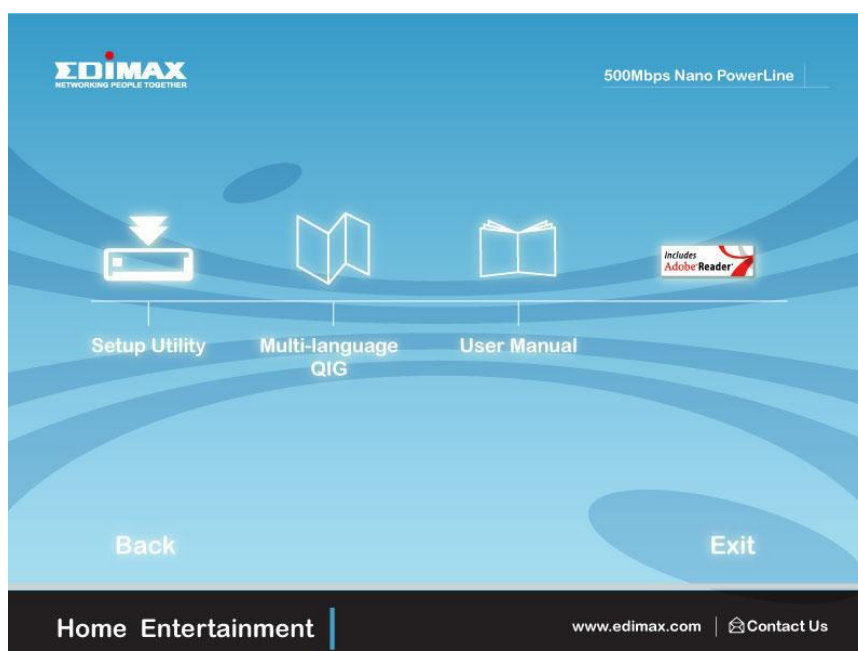 EDIMAX
NETWORKING PEOPLE TOGETHER
500Mbps Nano PowerLine
Includes
Adobe Reader
Setup Utility
Multi-language
QIG
User Manual
Back
Exit
Home Entertainment
www.edimax.com
Contact Us